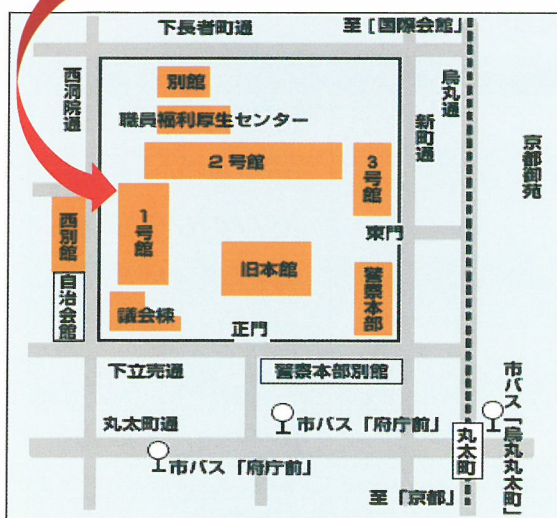 下長者町通
至[国際会館]
西洞院通
別館
職員福利厚生センター
烏丸通
新町通
京都御苑
2号館
3号館
1号館
西別館
東門
旧本館
自治会館
議会棟
警察本部
正門
下立売通
警察本部別館
丸太町通
市バス「府庁前」
市バス「府庁前」
丸太町
市バス「烏丸丸太町」
至「京都」